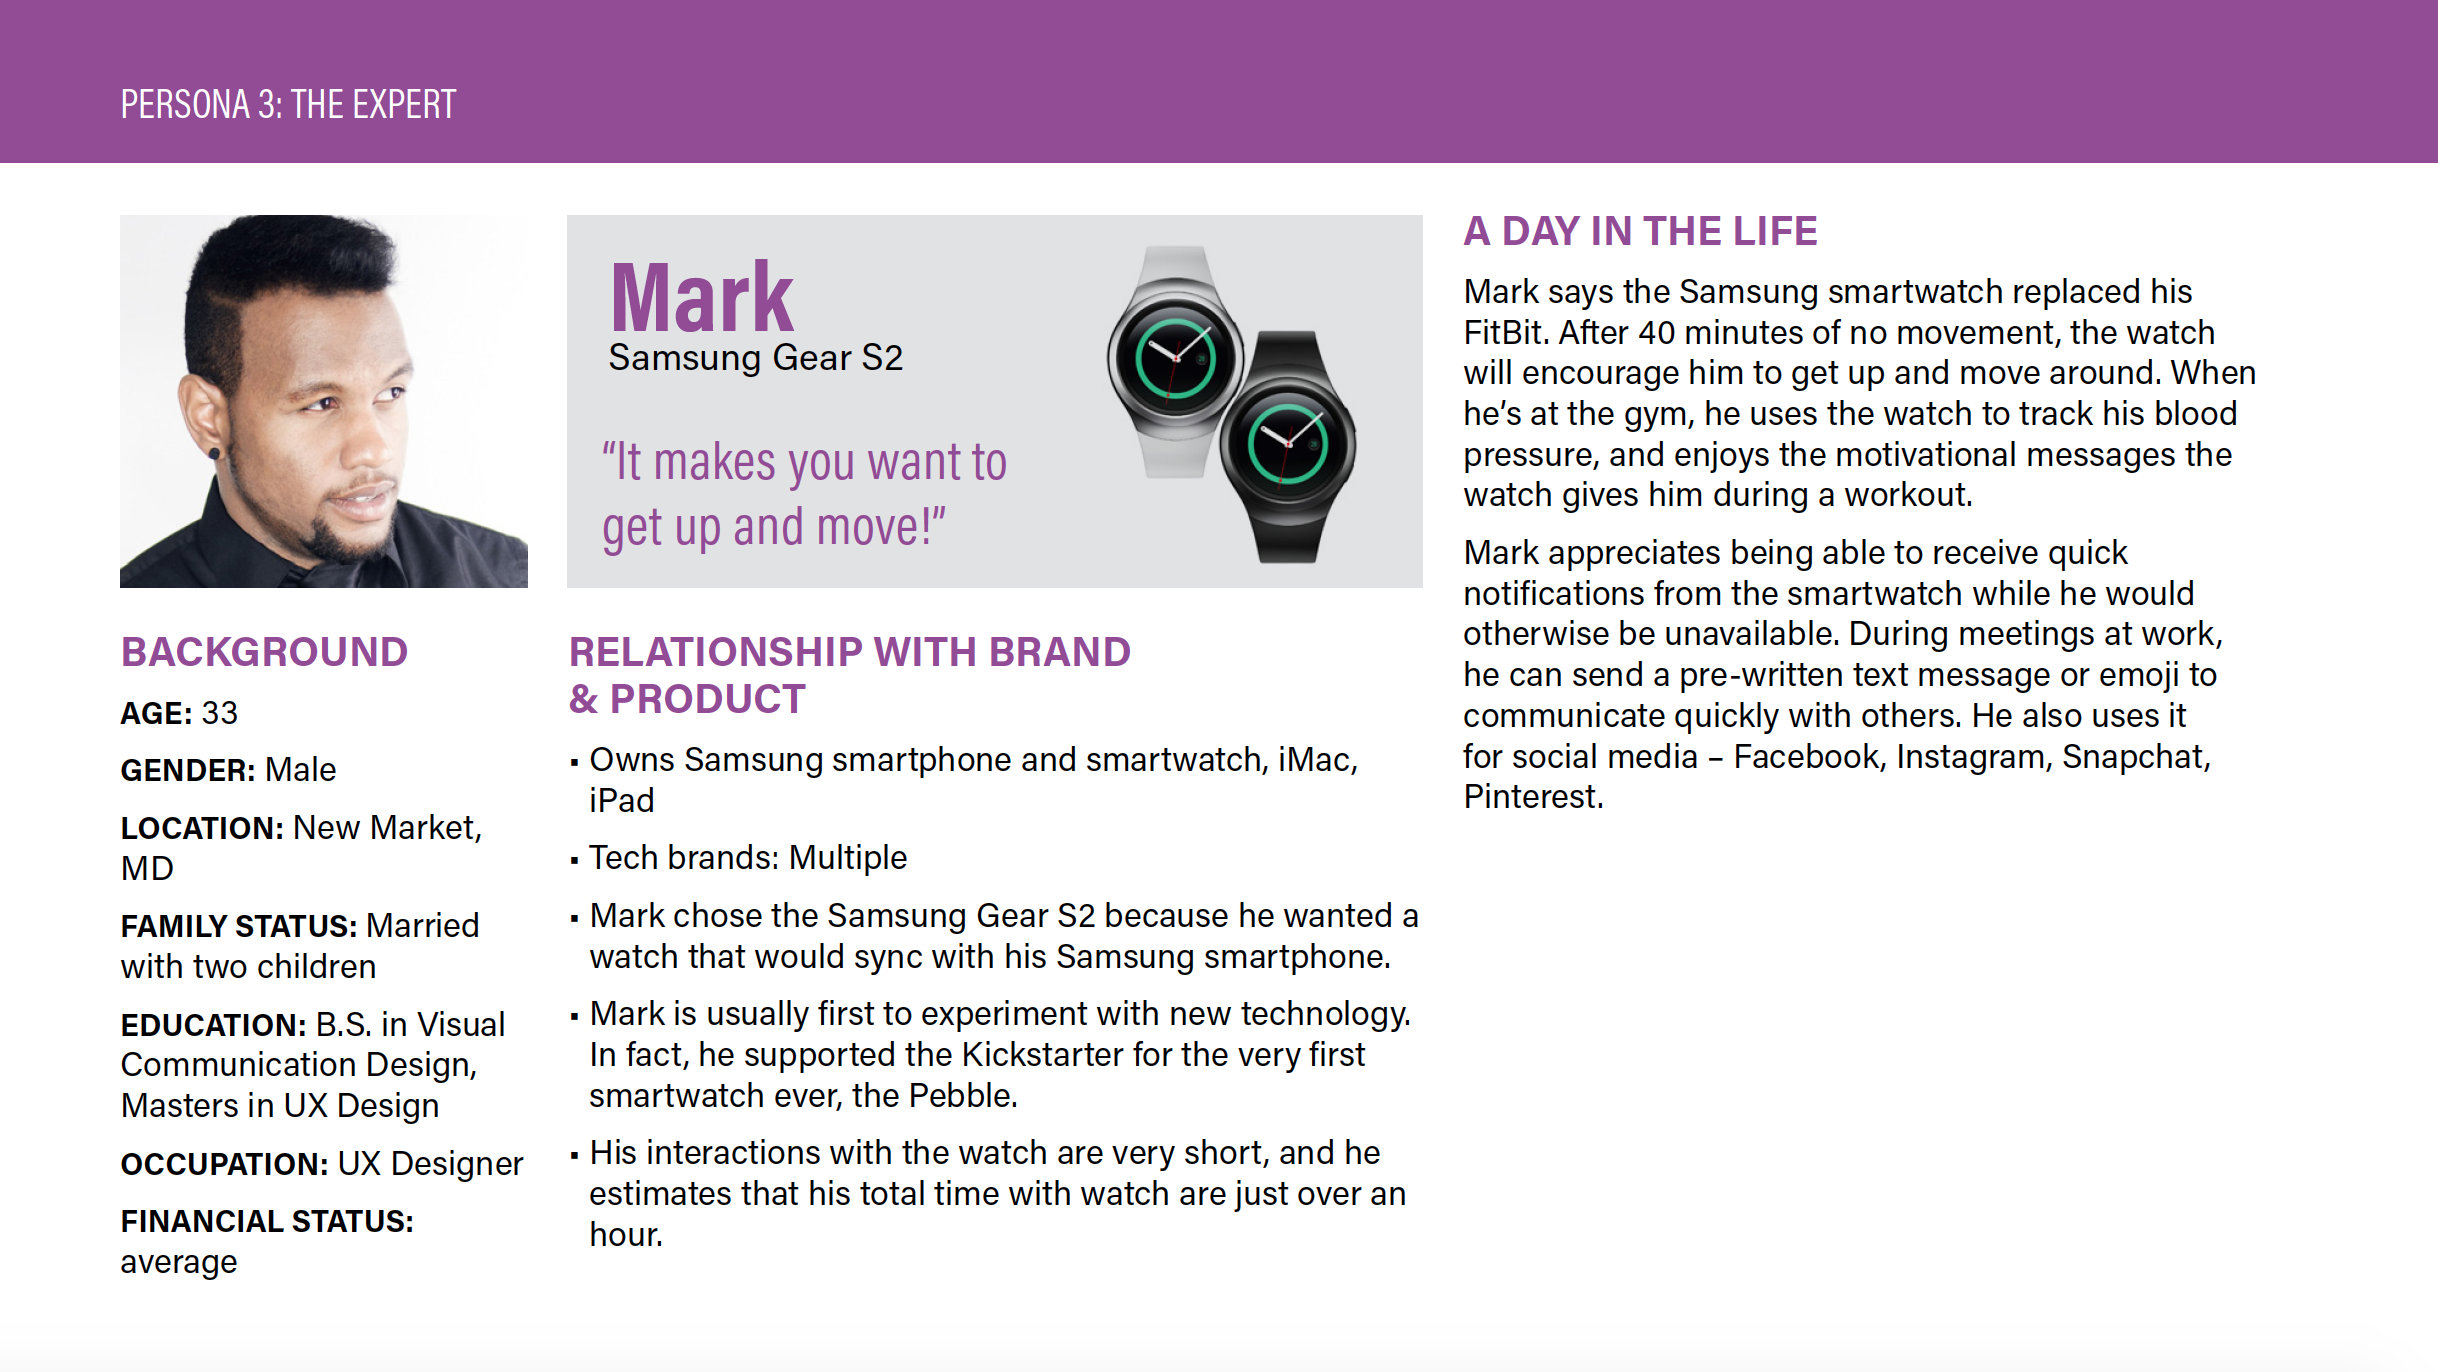 PERSONA 3: THE EXPERT
Mark
Samsung Gear S2
“It makes you want to
get up and move!”
BACKGROUND
AGE: 33
GENDER: Male
LOCATION: New Market,
MD
FAMILY STATUS: Married
with two children
EDUCATION: B.S. in Visual
Communication Design,
Masters in UX Design
OCCUPATION: UX Designer
FINANCIAL STATUS:
average
RELATIONSHIP WITH BRAND
& PRODUCT
▪ Owns Samsung smartphone and smartwatch, iMac,
iPad
▪ Tech brands: Multiple
▪ Mark chose the Samsung Gear S2 because he wanted a
watch that would sync with his Samsung smartphone.
▪ Mark is usually first to experiment with new technology.
In fact, he supported the Kickstarter for the very first
smartwatch ever, the Pebble.
▪ His interactions with the watch are very short, and he
estimates that his total time with watch are just over an
hour.
A DAY IN THE LIFE
Mark says the Samsung smartwatch replaced his
FitBit. After 40 minutes of no movement, the watch
will encourage him to get up and move around. When
he’s at the gym, he uses the watch to track his blood
pressure, and enjoys the motivational messages the
watch gives him during a workout.
Mark appreciates being able to receive quick
notifications from the smartwatch while he would
otherwise be unavailable. During meetings at work,
he can send a pre-written text message or emoji to
communicate quickly with others. He also uses it
for social media – Facebook, Instagram, Snapchat,
Pinterest.